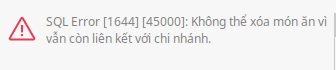 SQL Error [1644] [45000]: Không thể xóa món ăn vì
vẫn còn liên kết với chi nhánh.